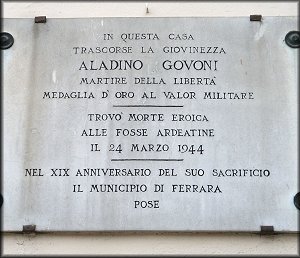 IN QUESTA CASA
TRASCORSE LA GIOVINEZZA
ALADINO GOVONI
MARTIRE DELLA LIBERTÁ
MEDAGLIA D'ORO AL VALOR MILITARE
TROVÒ MORTE EROICA
ALLE FOSSE ARDEATINE
IL 24 MARZO 1944
NEL XIX ANNIVERSARIO DEL SUO SACRIFICIO
IL MUNICIPIO DI FERRARA
POSE